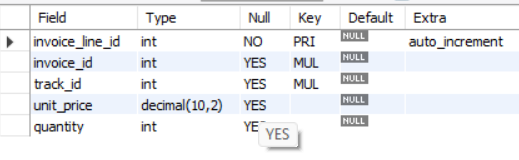 Field Type Null Key Default Extra
invoice_line_id int NO PRI NULL auto_increment
invoice_id int YES MUL NULL
track_id int YES MUL NULL
unit_price decimal(10,2) YES NULL
quantity int YES NULL
YES